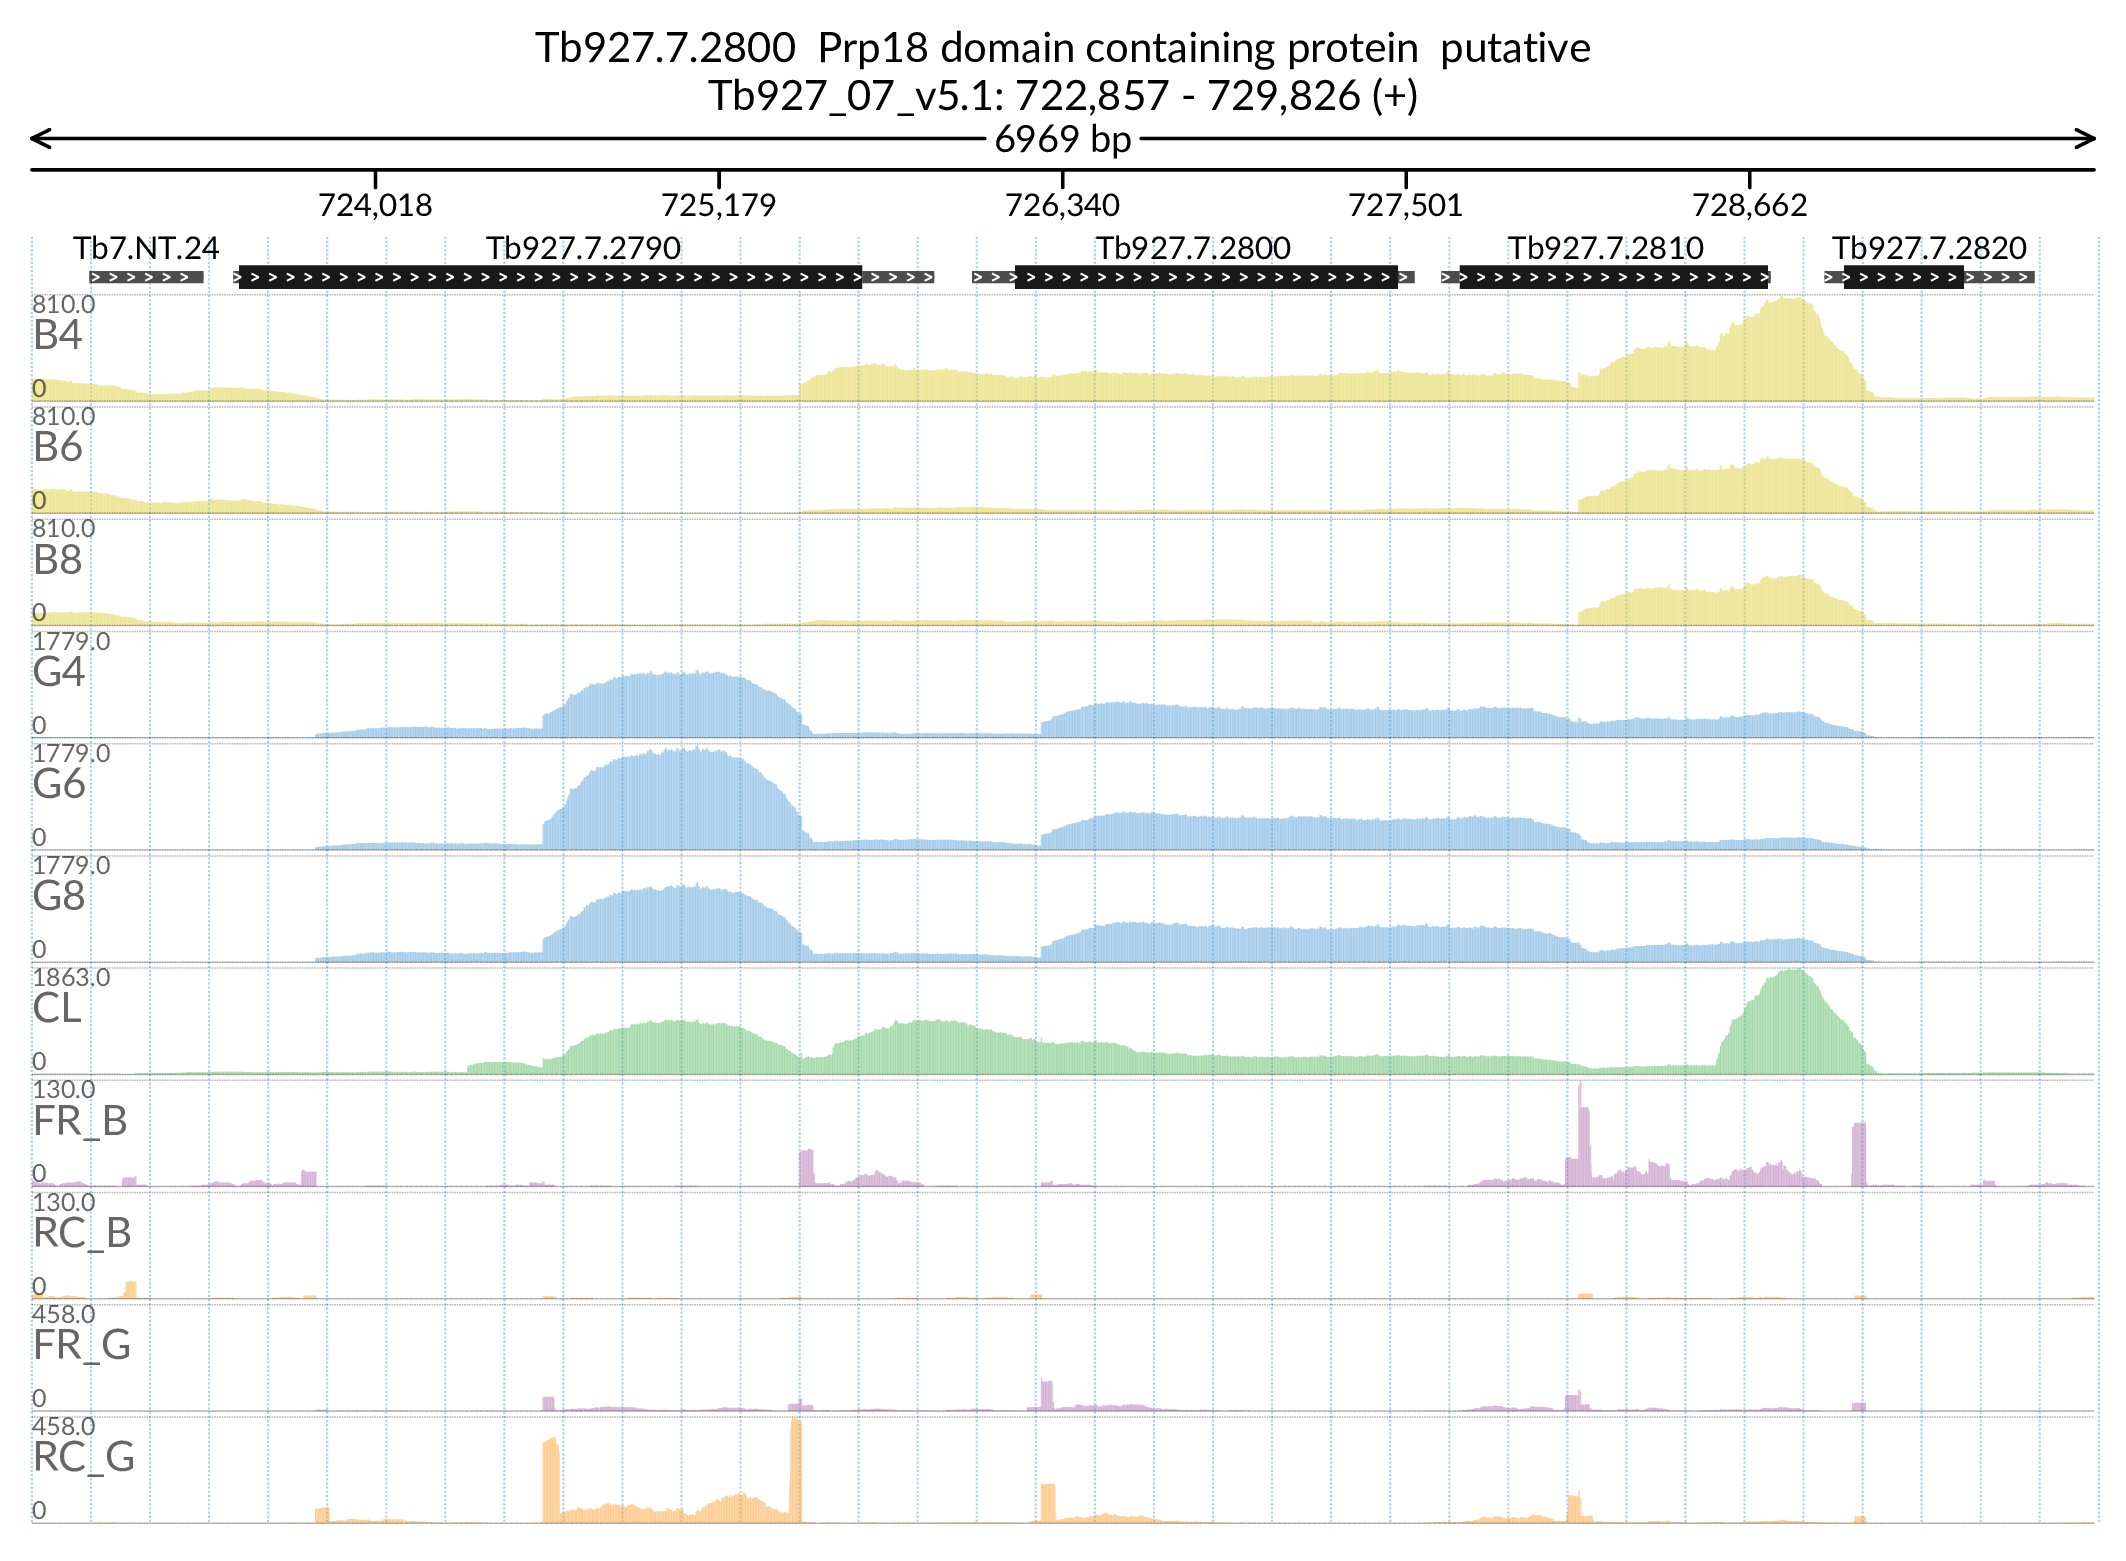 Tb927.7.2800  Prp18 domain containing protein  putative
Tb927_07_v5.1: 722,857 - 729,826 (+)
6969 bp
724,018 725,179 726,340 727,501 728,662
Tb7.NT.24 Tb927.7.2790 Tb927.7.2800 Tb927.7.2810 Tb927.7.2820
810.0
B4
0
810.0
B6
0
810.0
B8
0
1779.0
G4
0
1779.0
G6
0
1779.0
G8
0
1863.0
CL
0
130.0
FR_B
0
130.0
RC_B
0
458.0
FR_G
0
458.0
RC_G
0